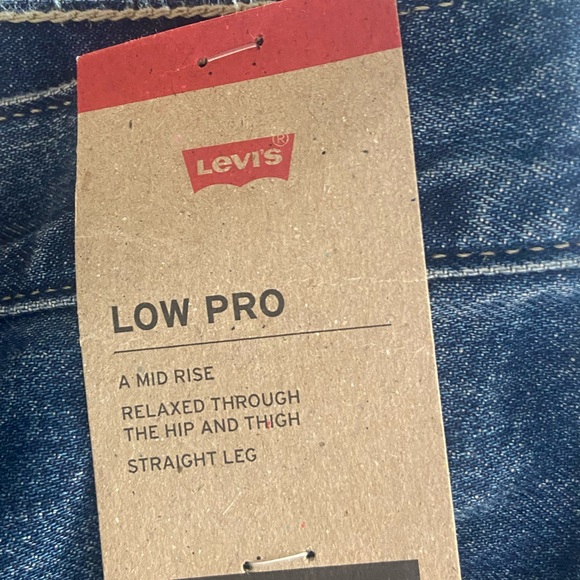 Levi's®
LOW PRO
A MID RISE
RELAXED THROUGH
THE HIP AND THIGH
STRAIGHT LEG